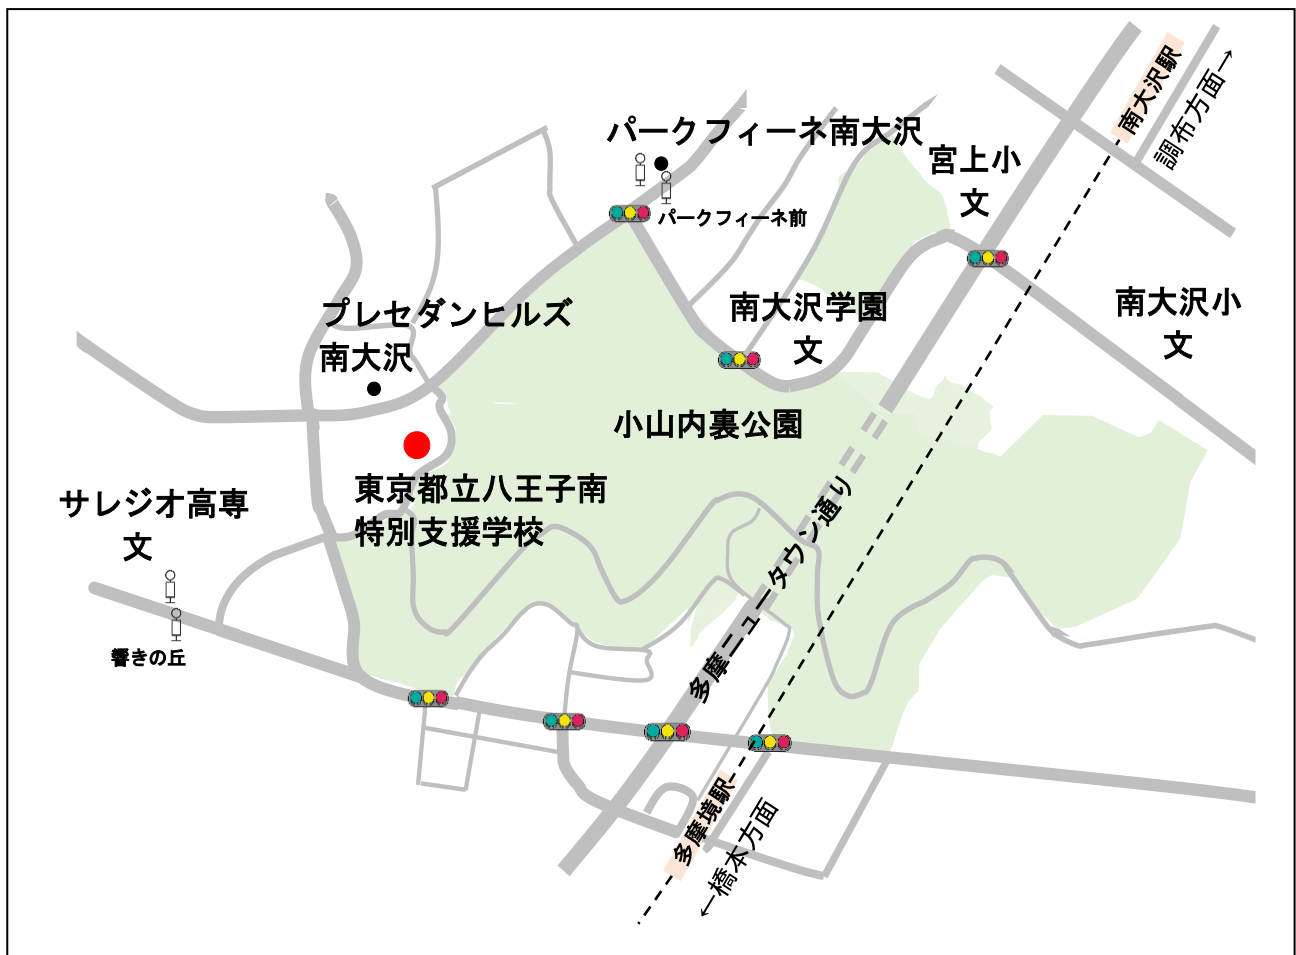 南大沢駅
調布方面→
パークフィーネ南大沢
宮上小
文
パークフィーネ前
プレセダンヒルズ
南大沢
南大沢学園
文
南大沢小
文
小山内裏公園
東京都立八王子南
特別支援学校
サレジオ高専
文
響きの丘
多摩ニュータウン通り
多摩境駅
←橋本方面